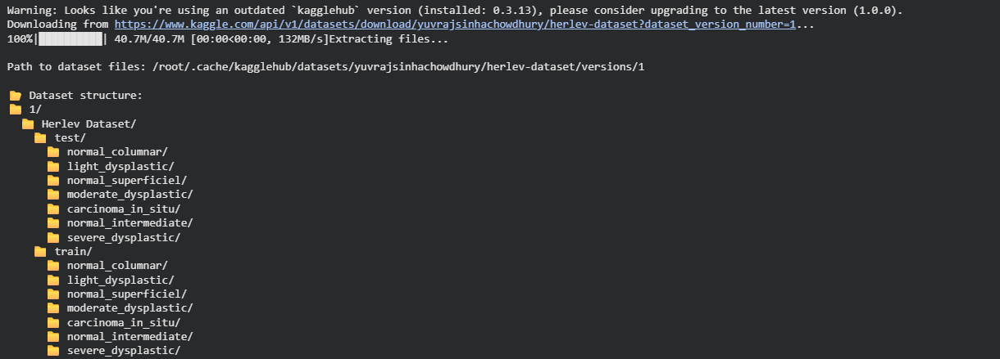 Warning: Looks like you're using an outdated `kagglehub` version (installed: 0.3.13), please consider upgrading to the latest version (1.0.0).
Downloading from https://www.kaggle.com/api/v1/datasets/download/yuvrajsinhachowdhury/herlev-dataset?dataset_version_number=1...
100%|██████████| 40.7M/40.7M [00:00<00:00, 132MB/s]Extracting files...
Path to dataset files: /root/.cache/kagglehub/datasets/yuvrajsinhachowdhury/herlev-dataset/versions/1
Dataset structure:
1/
Herlev Dataset/
test/
normal_columnar/
light_dysplastic/
normal_superficiel/
moderate_dysplastic/
carcinoma_in_situ/
normal_intermediate/
severe_dysplastic/
train/
normal_columnar/
light_dysplastic/
normal_superficiel/
moderate_dysplastic/
carcinoma_in_situ/
normal_intermediate/
severe_dysplastic/